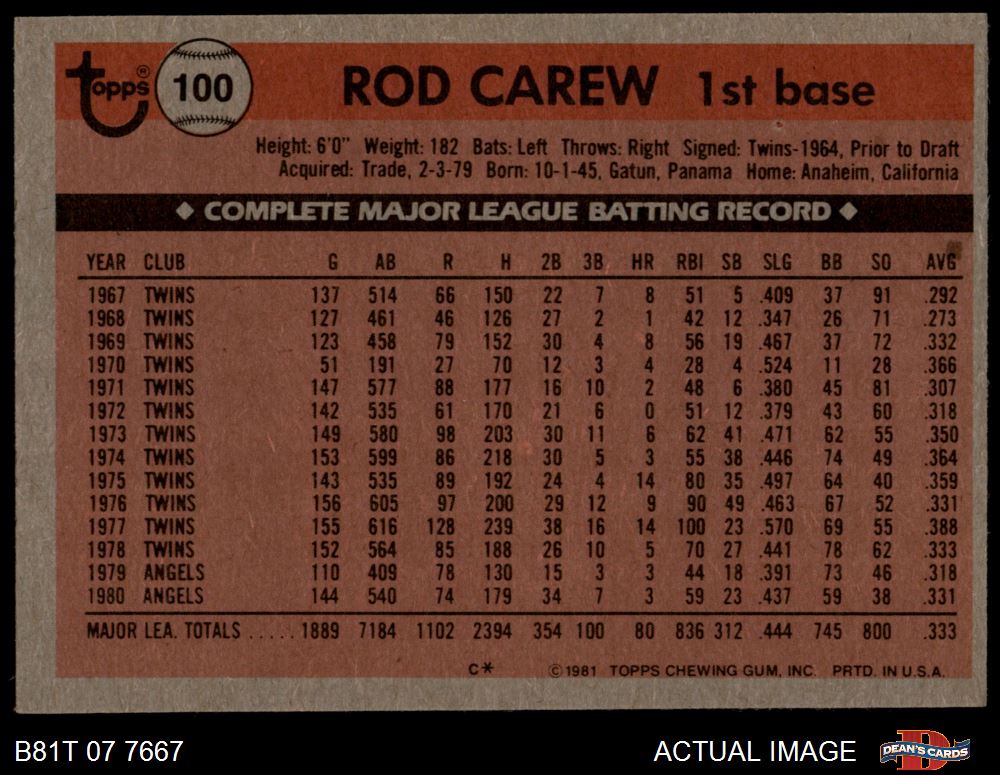 Topps® 100 ROD CAREW 1st base
Height: 6'0" Weight: 182 Bats: Left Throws: Right Signed: Twins-1964, Prior to Draft
Acquired: Trade, 2-3-79 Born: 10-1-45, Gatun, Panama Home: Anaheim, California
◆ COMPLETE MAJOR LEAGUE BATTING RECORD ◆
YEAR CLUB G AB R H 2B 3B HR RBI SB SLG BB SO AVG
1967 TWINS 137 514 66 150 22 7 8 51 5 .409 37 91 .292
1968 TWINS 127 461 46 126 27 2 1 42 12 .347 26 71 .273
1969 TWINS 123 458 79 152 30 4 8 56 19 .467 37 72 .332
1970 TWINS 51 191 27 70 12 3 4 28 4 .524 11 28 .366
1971 TWINS 147 577 88 177 16 10 2 48 6 .380 45 81 .307
1972 TWINS 142 535 61 170 21 6 0 51 12 .379 43 60 .318
1973 TWINS 149 580 98 203 30 11 6 62 41 .471 62 55 .350
1974 TWINS 153 599 86 218 30 5 3 55 38 .446 74 49 .364
1975 TWINS 143 535 89 192 24 4 14 80 35 .497 64 40 .359
1976 TWINS 156 605 97 200 29 12 9 90 49 .463 67 52 .331
1977 TWINS 155 616 128 239 38 16 14 100 23 .570 69 55 .388
1978 TWINS 152 564 85 188 26 10 5 70 27 .441 78 62 .333
1979 ANGELS 110 409 78 130 15 3 3 44 18 .391 73 46 .318
1980 ANGELS 144 540 74 179 34 7 3 59 23 .437 59 38 .331
MAJOR LEA. TOTALS ..... 1889 7184 1102 2394 354 100 80 836 312 .444 745 800 .333
C* ©1981 TOPPS CHEWING GUM, INC. PRTD. IN U.S.A.
B81T 07 7667 ACTUAL IMAGE DEAN'S CARDS